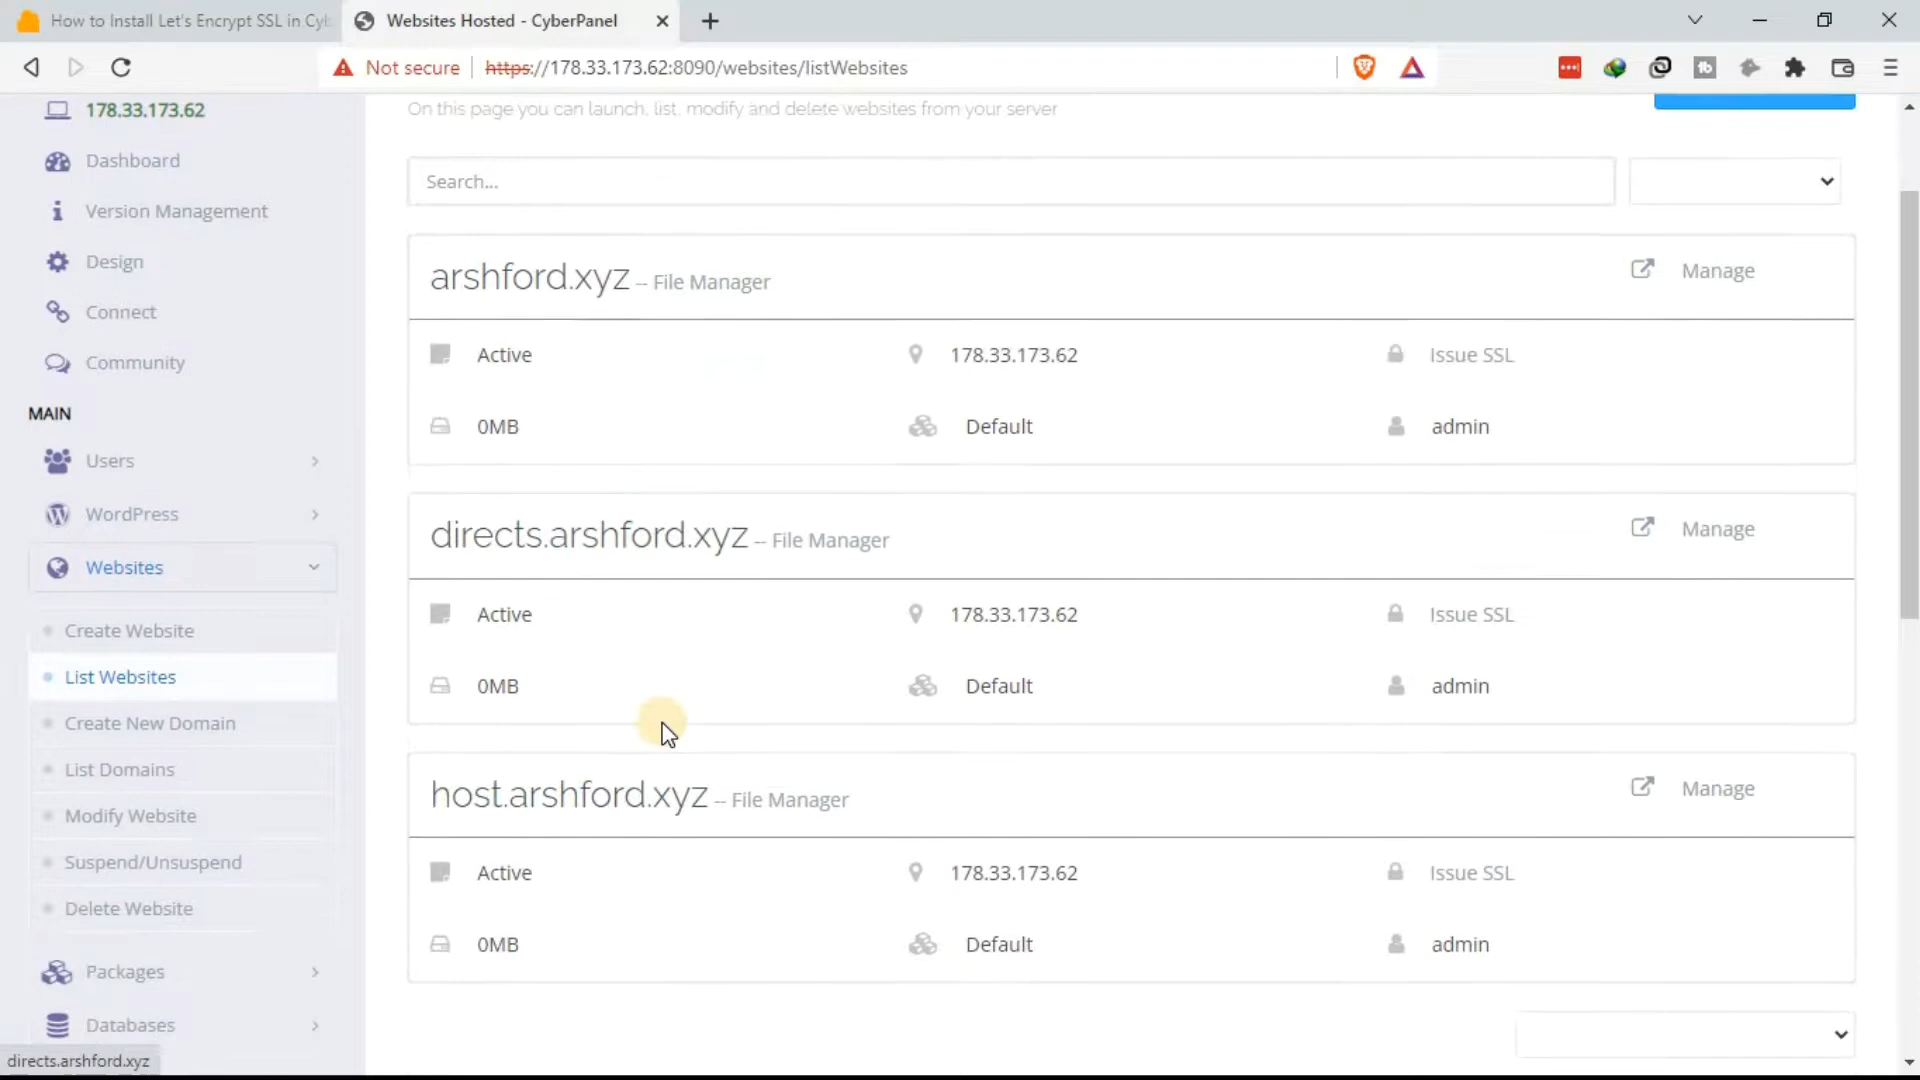 How to Install Let's Encrypt SSL in Cyb
Websites Hosted - CyberPanel
Not secure
https://178.33.173.62:8090/websites/listWebsites
178.33.173.62
Dashboard
Version Management
Design
Connect
Community
MAIN
Users
WordPress
Websites
Create Website
List Websites
Create New Domain
List Domains
Modify Website
Suspend/Unsuspend
Delete Website
Packages
Databases
directs.arshford.xyz
On this page you can launch, list, modify and delete websites from your server
Search...
arshford.xyz -- File Manager
Manage
Active
178.33.173.62
Issue SSL
0MB
Default
admin
directs.arshford.xyz -- File Manager
Manage
Active
178.33.173.62
Issue SSL
0MB
Default
admin
host.arshford.xyz -- File Manager
Manage
Active
178.33.173.62
Issue SSL
0MB
Default
admin